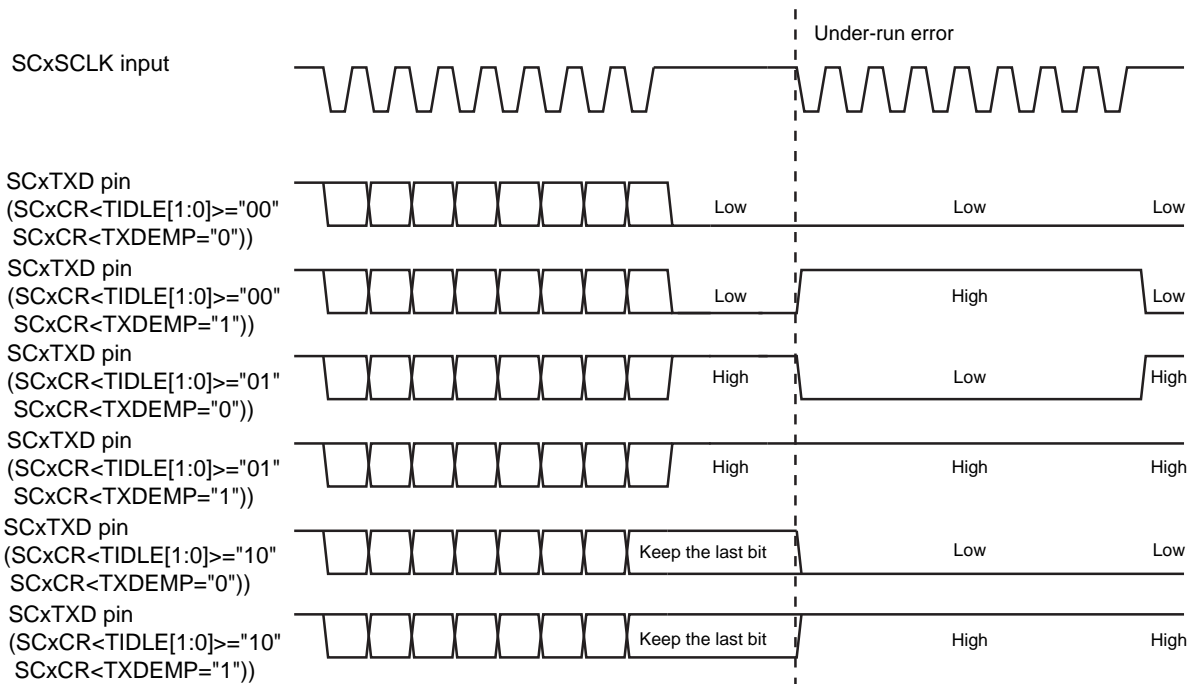 Under-run error
SCxSCLK input
SCxTXD pin
(SCxCR<TIDLE[1:0]>="00"
SCxCR<TXDEMP="0"))
Low Low Low
SCxTXD pin
(SCxCR<TIDLE[1:0]>="00"
SCxCR<TXDEMP="1"))
Low High Low
SCxTXD pin
(SCxCR<TIDLE[1:0]>="01"
SCxCR<TXDEMP="0"))
High Low High
SCxTXD pin
(SCxCR<TIDLE[1:0]>="01"
SCxCR<TXDEMP="1"))
High High High
SCxTXD pin
(SCxCR<TIDLE[1:0]>="10"
SCxCR<TXDEMP="0"))
Keep the last bit Low Low
SCxTXD pin
(SCxCR<TIDLE[1:0]>="10"
SCxCR<TXDEMP="1"))
Keep the last bit High High